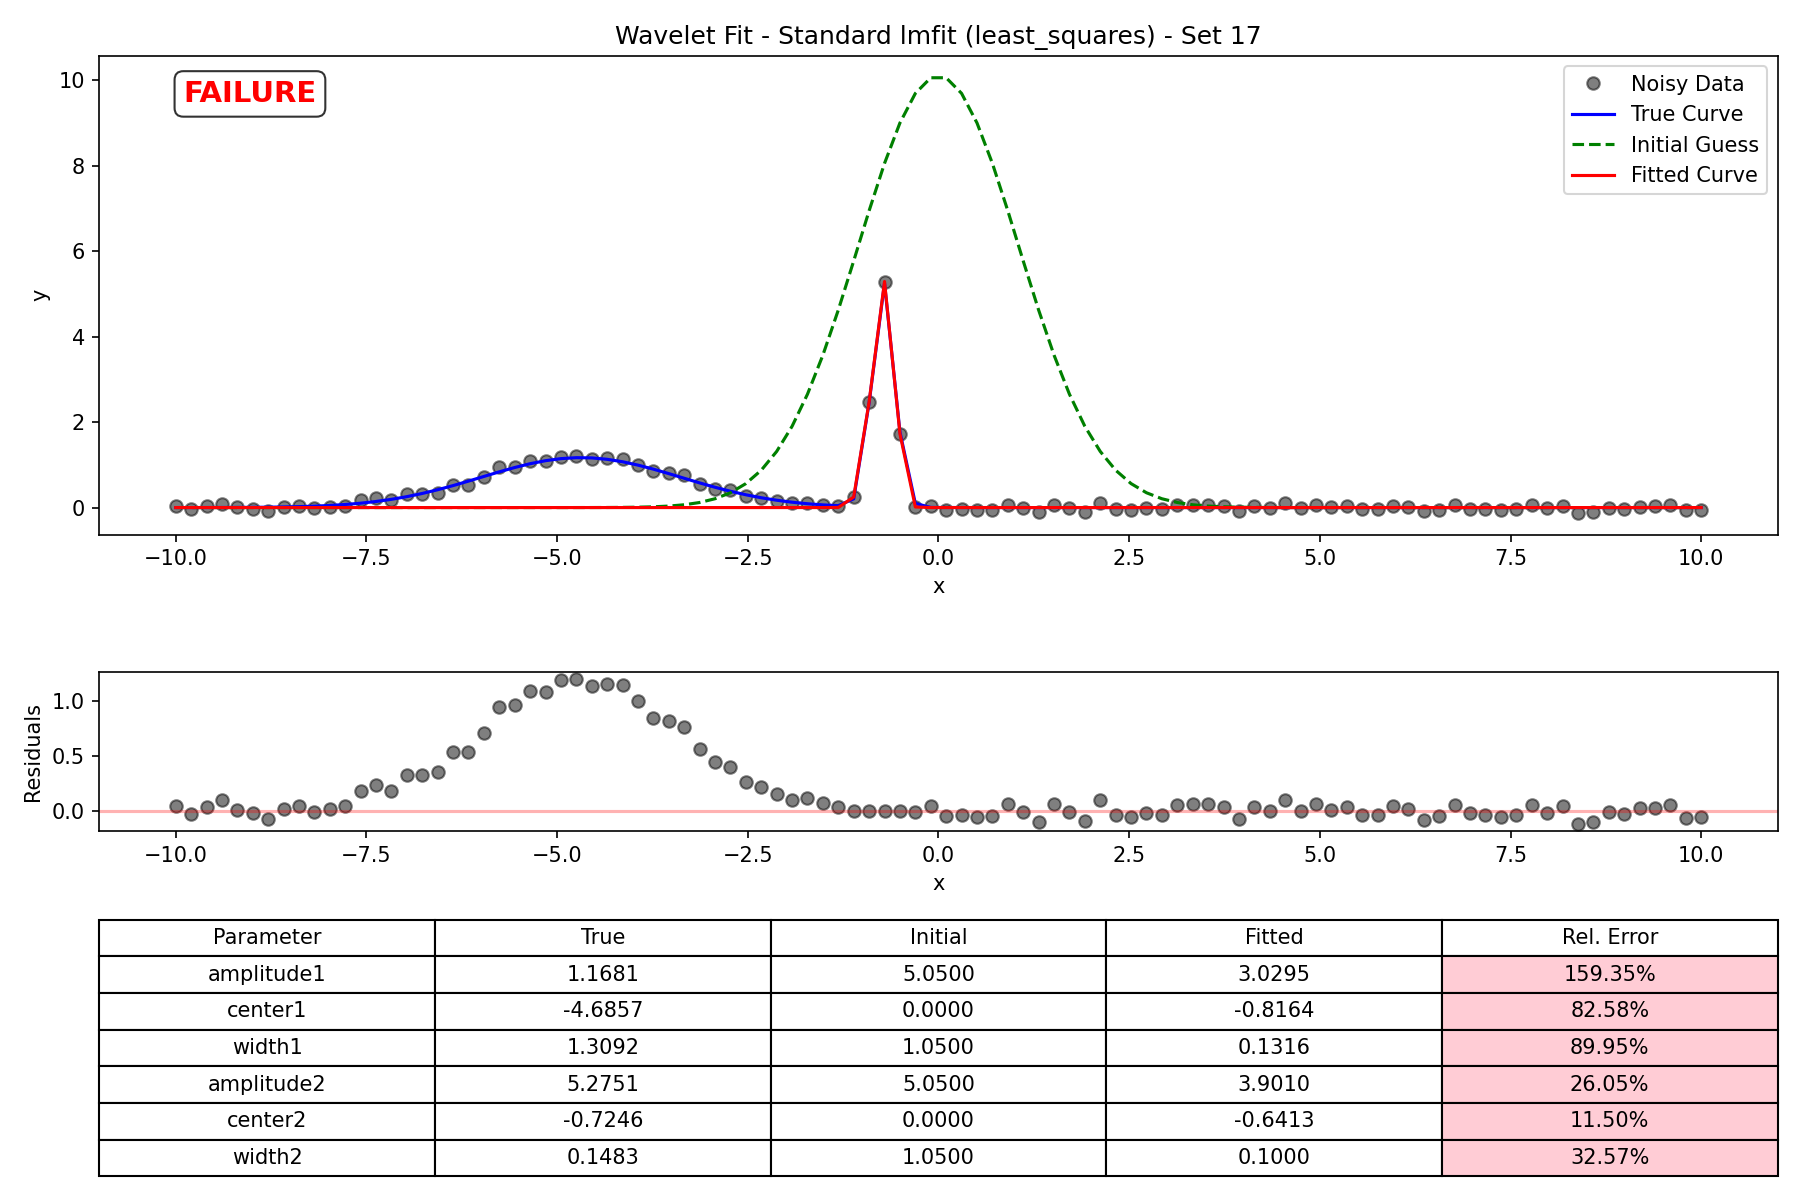 Wavelet Fit - Standard lmfit (least_squares) - Set 17
FAILURE
Noisy Data
True Curve
Initial Guess
Fitted Curve
10
8
6
4
2
0
y
−10.0 −7.5 −5.0 −2.5 0.0 2.5 5.0 7.5 10.0
x
1.0
0.5
0.0
Residuals
−10.0 −7.5 −5.0 −2.5 0.0 2.5 5.0 7.5 10.0
x
Parameter True Initial Fitted Rel. Error
amplitude1 1.1681 5.0500 3.0295 159.35%
center1 -4.6857 0.0000 -0.8164 82.58%
width1 1.3092 1.0500 0.1316 89.95%
amplitude2 5.2751 5.0500 3.9010 26.05%
center2 -0.7246 0.0000 -0.6413 11.50%
width2 0.1483 1.0500 0.1000 32.57%